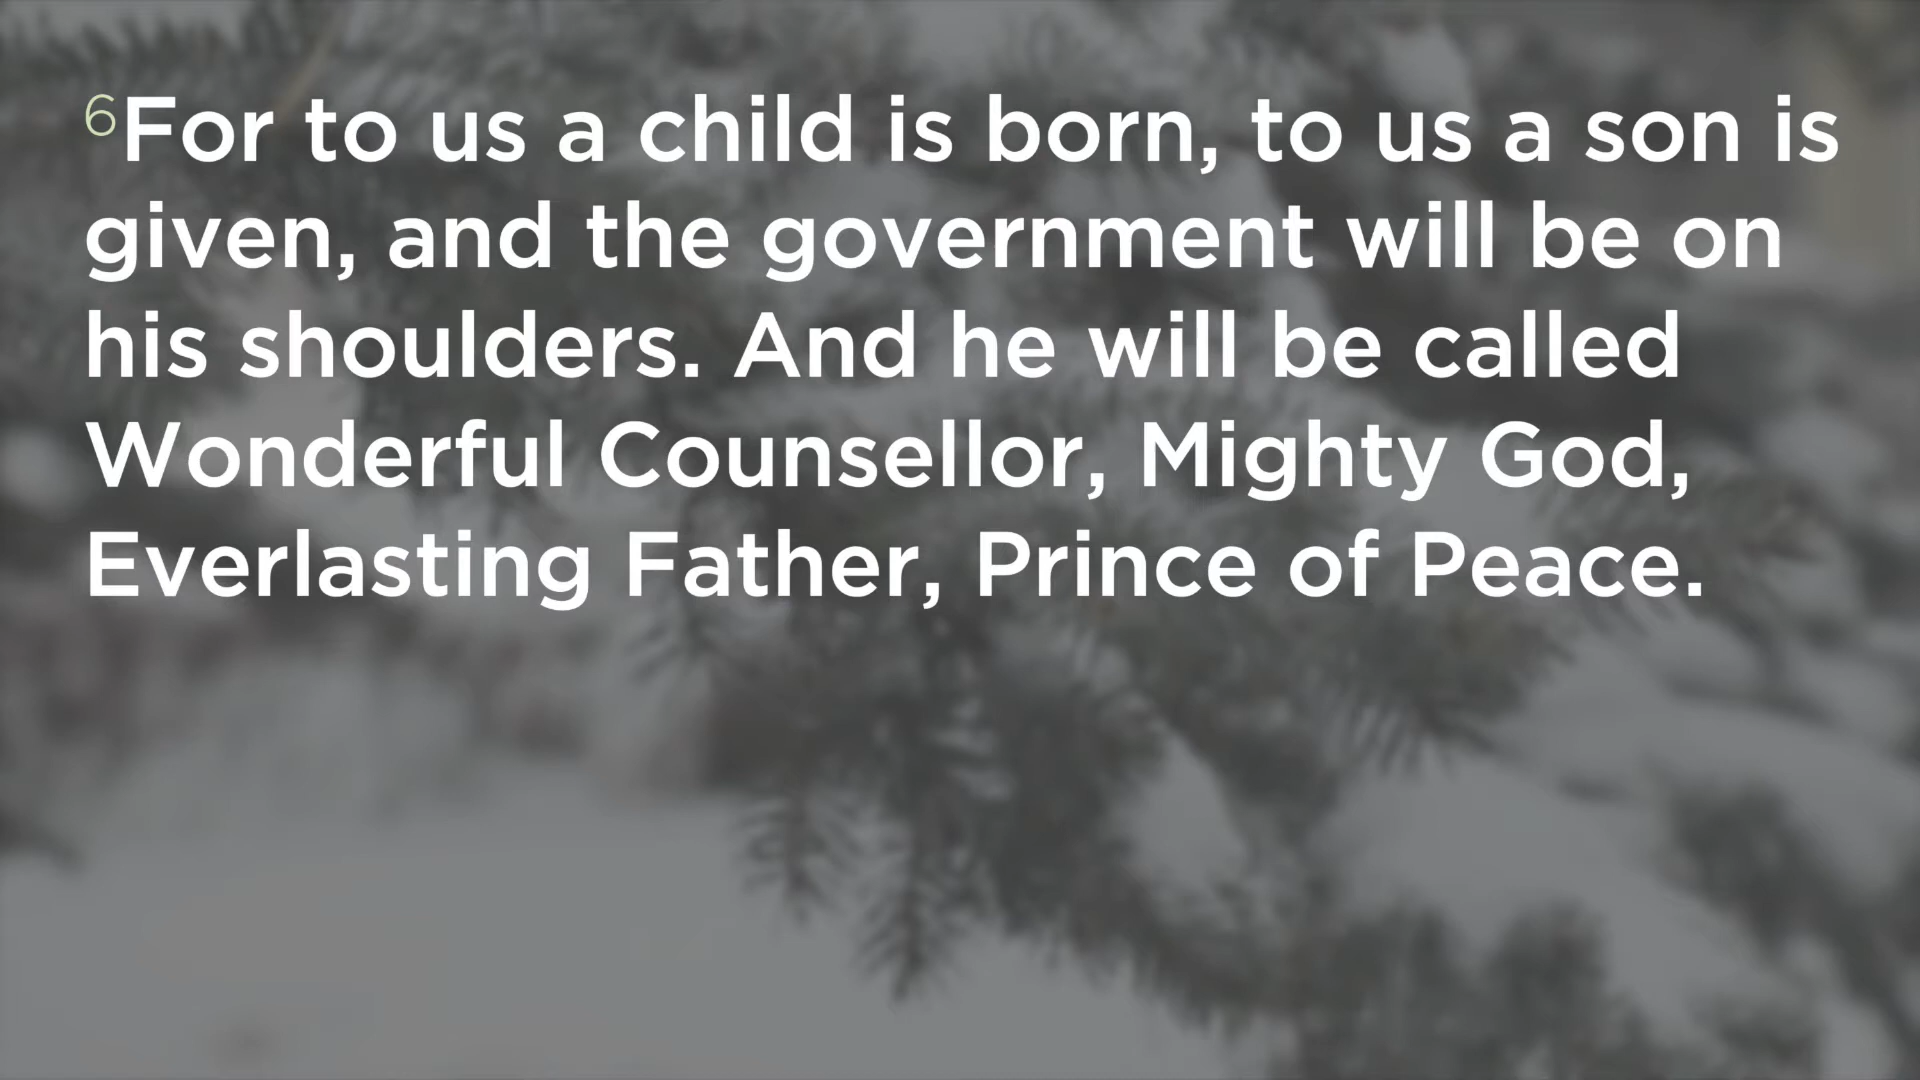 6For to us a child is born, to us a son is
given, and the government will be on
his shoulders. And he will be called
Wonderful Counsellor, Mighty God,
Everlasting Father, Prince of Peace.